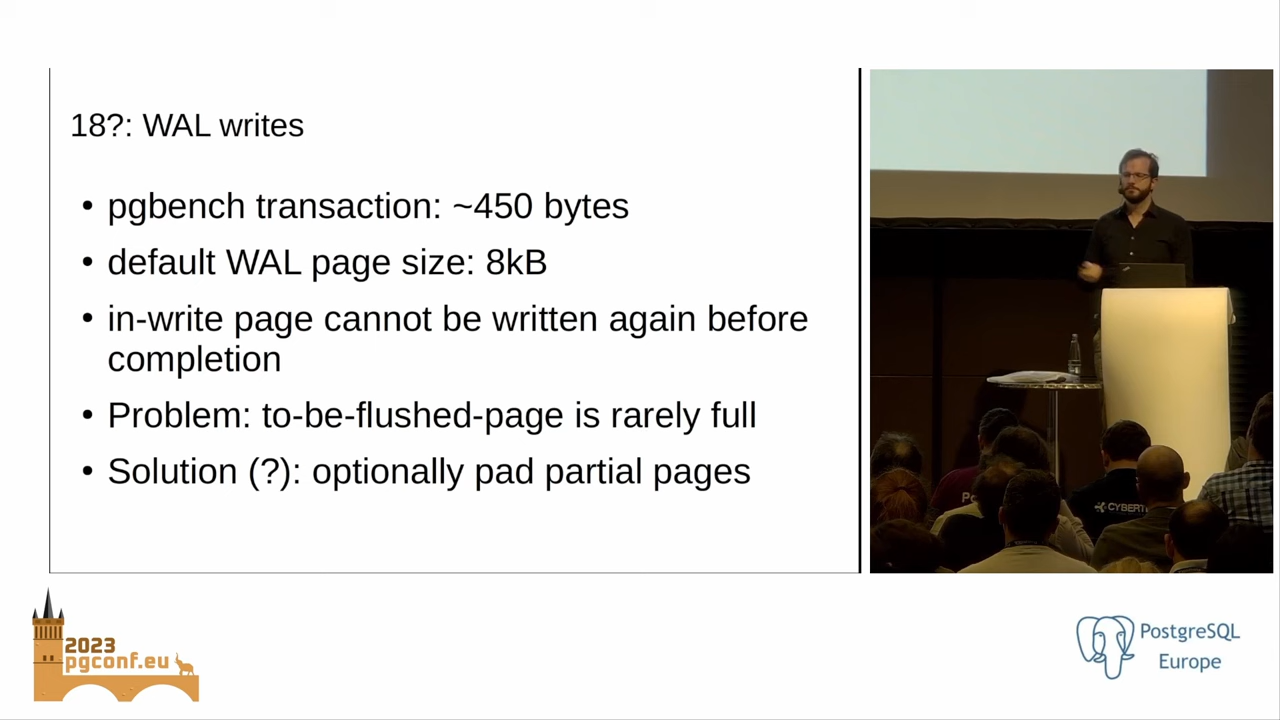 18?: WAL writes
• pgbench transaction: ~450 bytes
• default WAL page size: 8kB
• in-write page cannot be written again before
completion
• Problem: to-be-flushed-page is rarely full
• Solution (?): optionally pad partial pages
CYBERT
2023
pgconf.eu
PostgreSQL
Europe